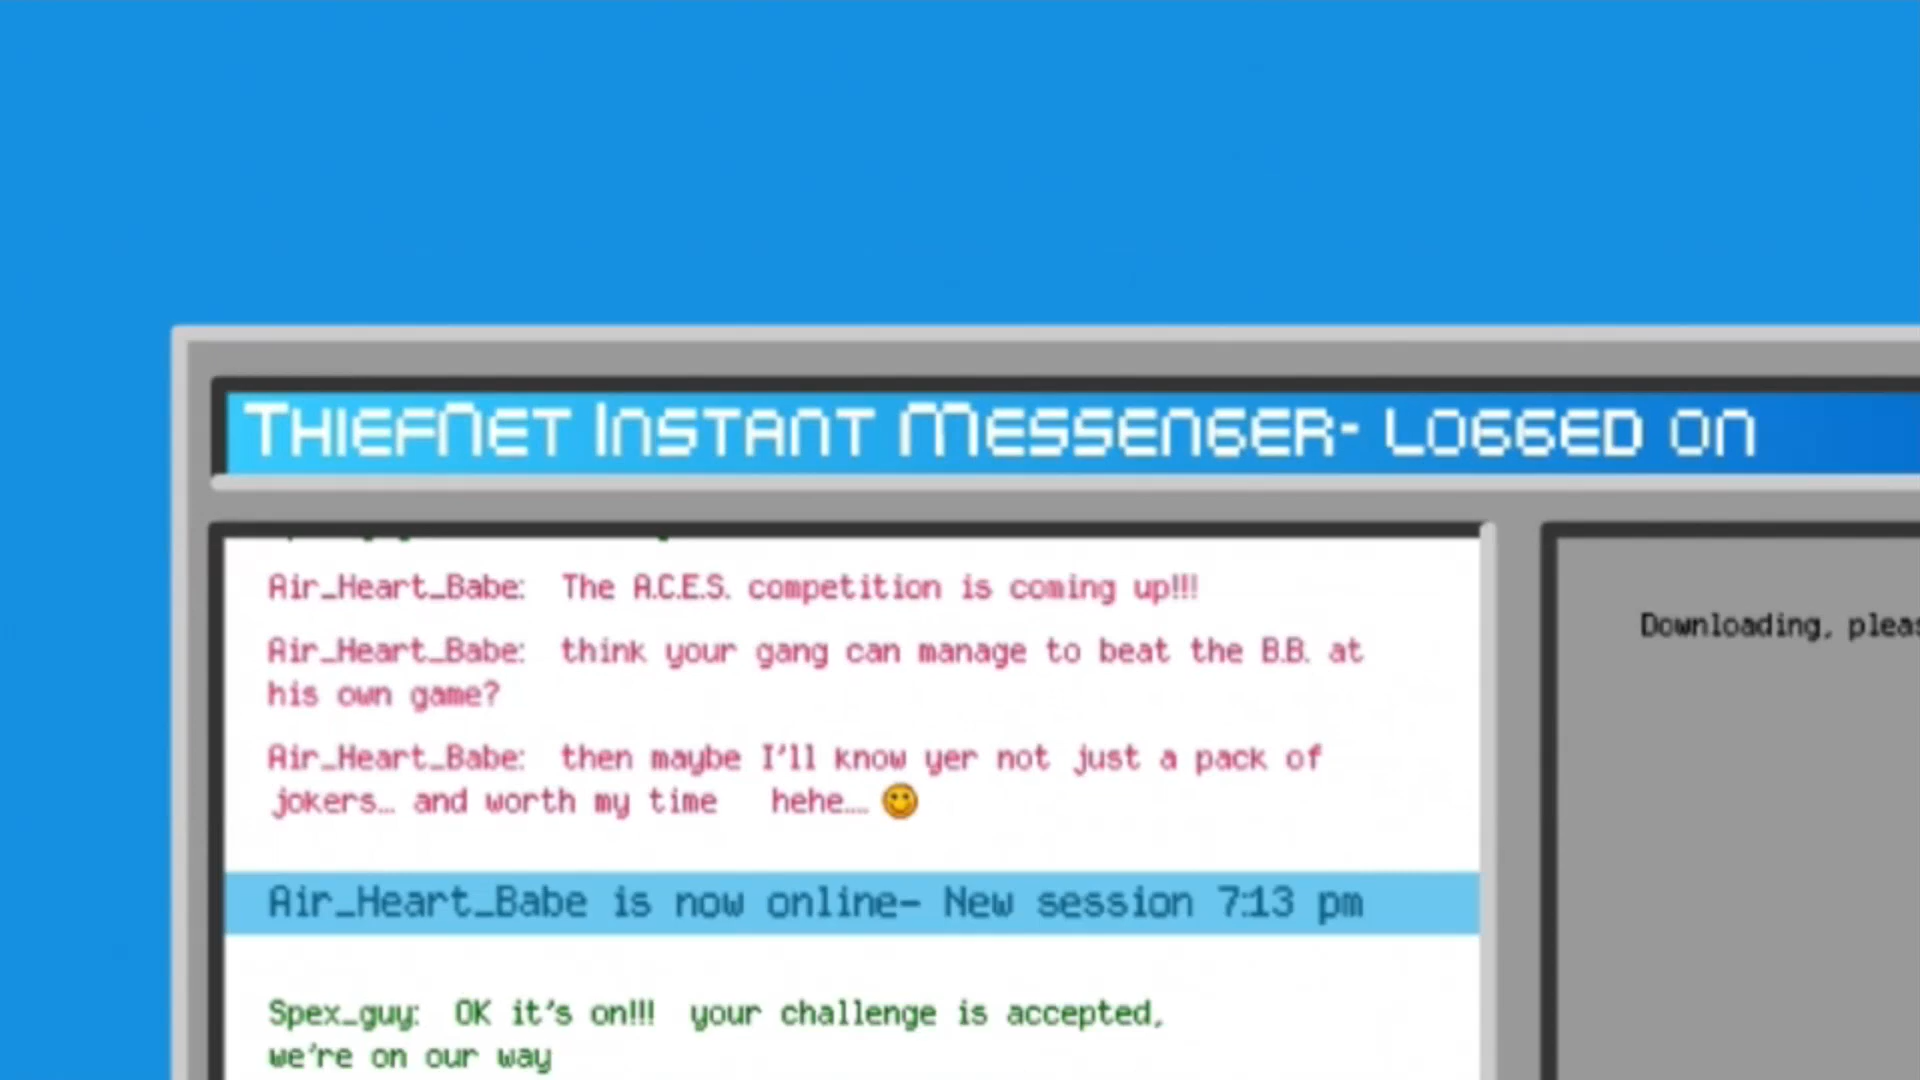 ThiefNet Instant Messenger- Logged on
Air_Heart_Babe: The A.C.E.S. competition is coming up!!!
Air_Heart_Babe: think your gang can manage to beat the B.B. at
his own game?
Air_Heart_Babe: then maybe I'll know yer not just a pack of
jokers... and worth my time hehe....
Air_Heart_Babe is now online- New session 7:13 pm
Spex_guy: OK it's on!!! your challenge is accepted,
we're on our way
Downloading,